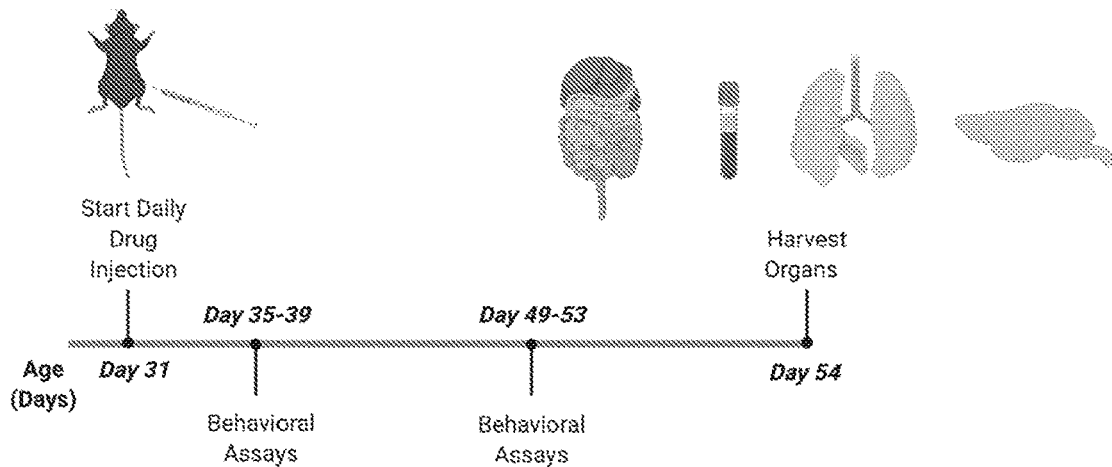 Start Daily
Drug
Injection
Harvest
Organs
Day 35-39
Day 49-53
Age
(Days)
Day 31
Day 54
Behavioral
Assays
Behavioral
Assays